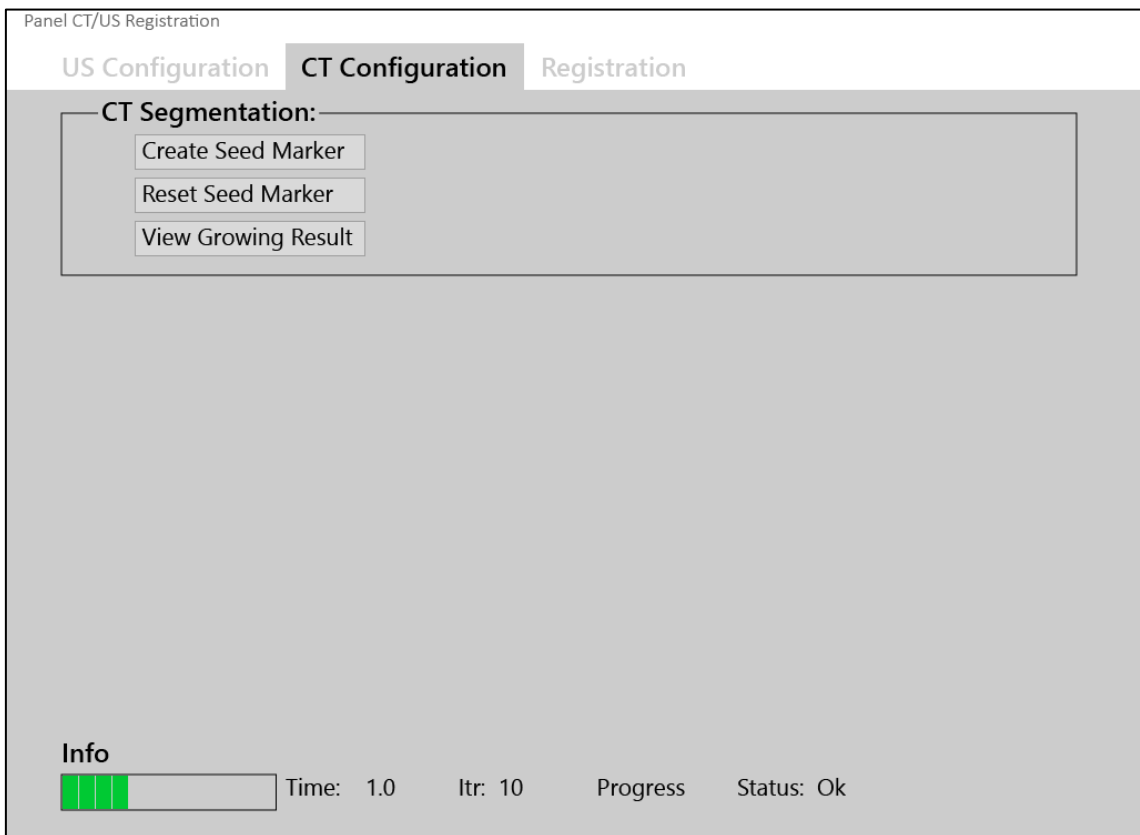 Panel CT/US Registration
US Configuration CT Configuration Registration
CT Segmentation:
Create Seed Marker
Reset Seed Marker
View Growing Result
Info
Time: 1.0 Itr: 10 Progress Status: Ok